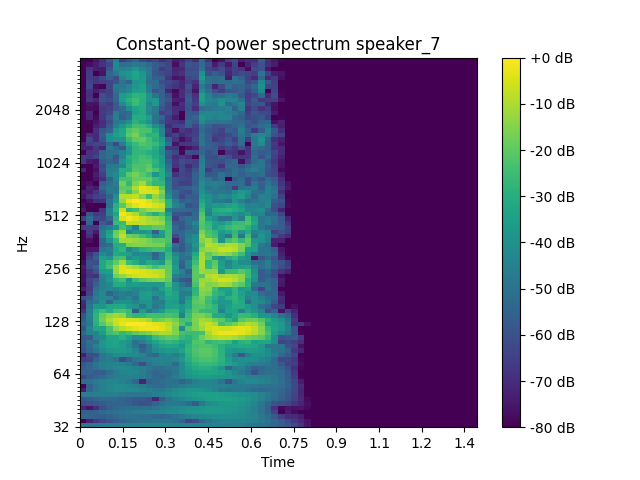 Constant-Q power spectrum speaker_7
Hz
2048
1024
512
256
128
64
32
0 0.15 0.3 0.45 0.6 0.75 0.9 1.1 1.2 1.4
Time
+0 dB
-10 dB
-20 dB
-30 dB
-40 dB
-50 dB
-60 dB
-70 dB
-80 dB